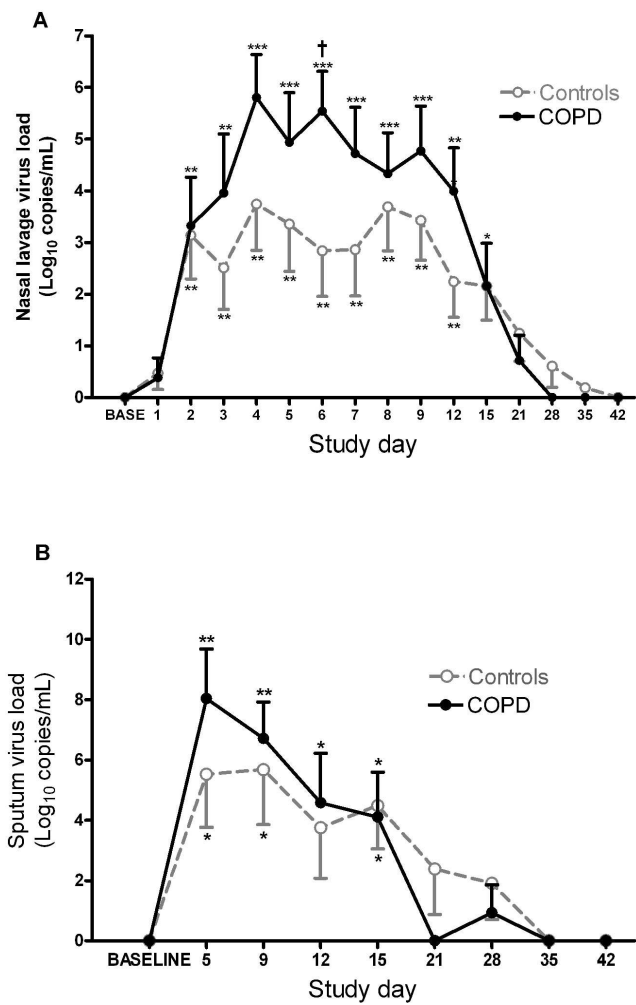 A
Nasal lavage virus load
(Log10 copies/mL)
7
6
5
4
3
2
1
0
†
*** *** *** *** *** ***
** ** **
*
** ** ** ** ** ** ** ** **
Controls
COPD
BASE 1 2 3 4 5 6 7 8 9 12 15 21 28 35 42
Study day
B
Sputum virus load
(Log10 copies/mL)
12
10
8
6
4
2
0
** ** * *
* * *
Controls
COPD
BASELINE 5 9 12 15 21 28 35 42
Study day